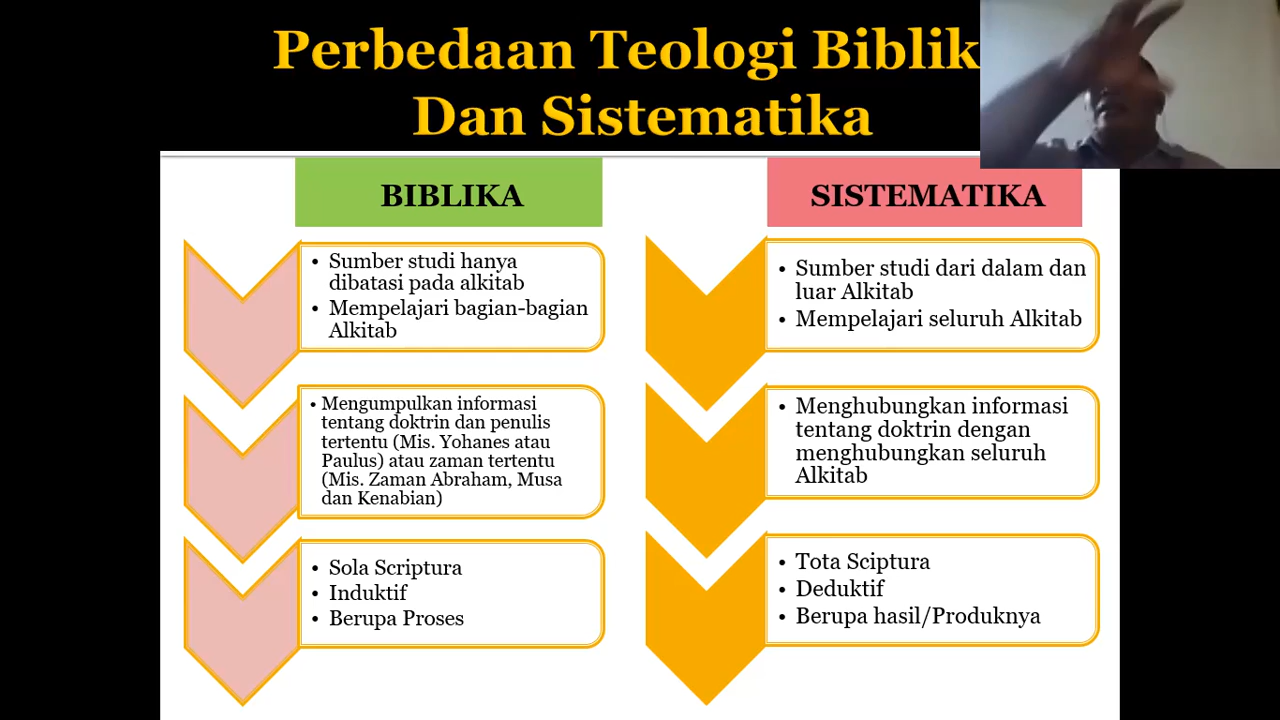 Perbedaan Teologi Biblik
Dan Sistematika
BIBLIKA
• Sumber studi hanya
dibatasi pada alkitab
• Mempelajari bagian-bagian
Alkitab
• Mengumpulkan informasi
tentang doktrin dan penulis
tertentu (Mis. Yohanes atau
Paulus) atau zaman tertentu
(Mis. Zaman Abraham, Musa
dan Kenabian)
• Sola Scriptura
• Induktif
• Berupa Proses
SISTEMATIKA
• Sumber studi dari dalam dan
luar Alkitab
• Mempelajari seluruh Alkitab
• Menghubungkan informasi
tentang doktrin dengan
menghubungkan seluruh
Alkitab
• Tota Sciptura
• Deduktif
• Berupa hasil/Produknya